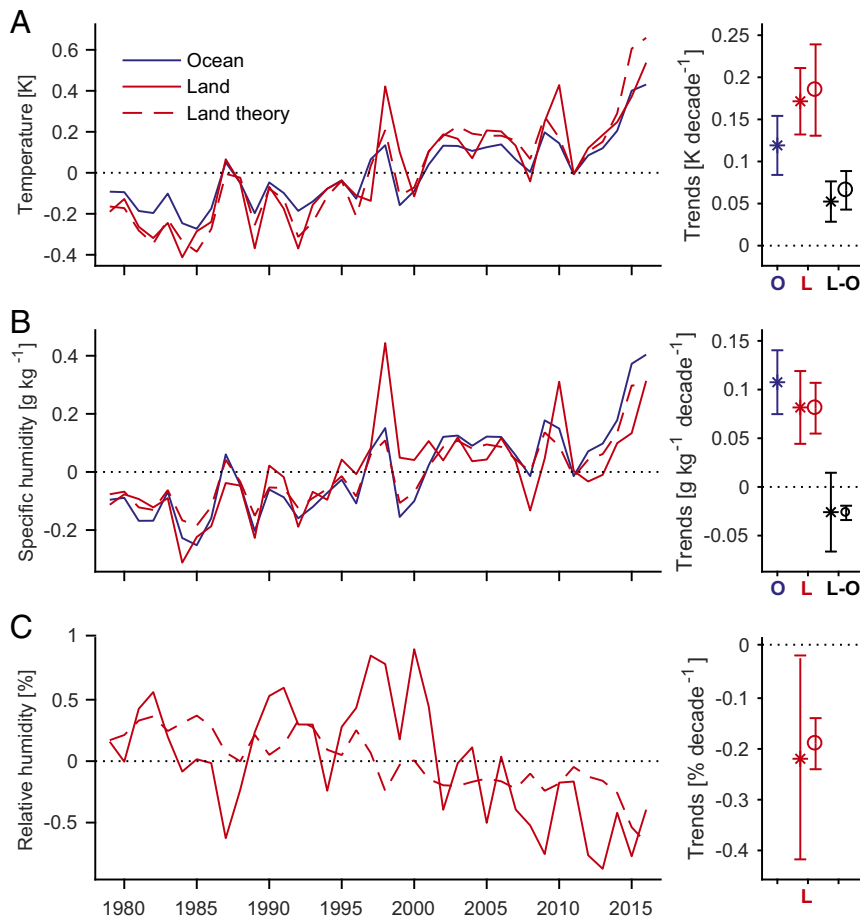 A
Temperature [K]
0.6
0.4
0.2
0
-0.2
-0.4
Ocean
Land
Land theory
Trends [K decade⁻¹]
0.25
0.2
0.15
0.1
0.05
0
O L L-O
B
Specific humidity [g kg⁻¹]
0.4
0.2
0
-0.2
Trends [g kg⁻¹ decade⁻¹]
0.15
0.1
0.05
0
-0.05
O L L-O
C
Relative humidity [%]
1
0.5
0
-0.5
1980 1985 1990 1995 2000 2005 2010 2015
Trends [% decade⁻¹]
0
-0.1
-0.2
-0.3
-0.4
L